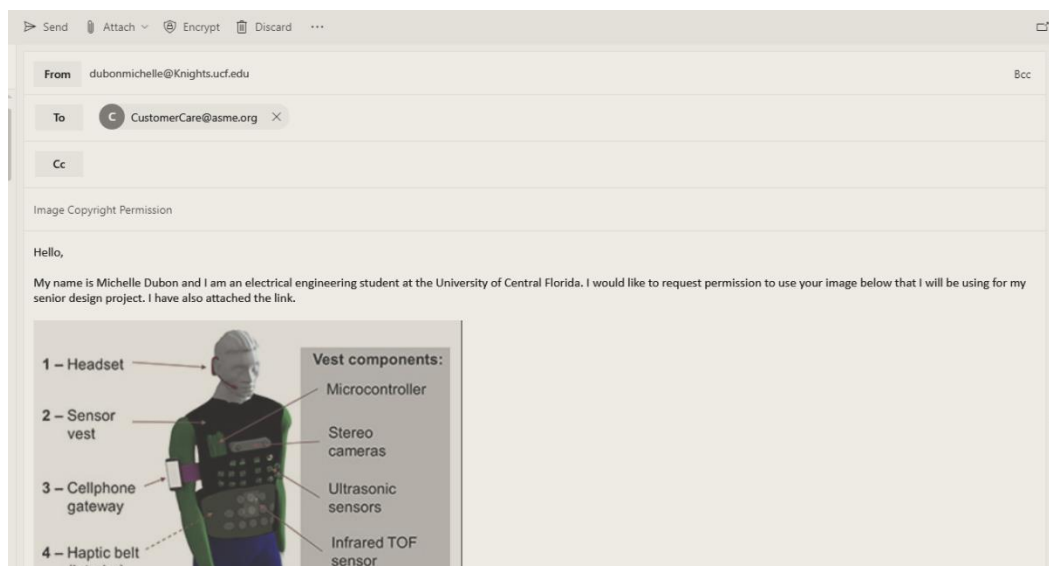 Send Attach Encrypt Discard ...
From dubonmichelle@Knights.ucf.edu Bcc
To C CustomerCare@asme.org
Cc
Image Copyright Permission
Hello,
My name is Michelle Dubon and I am an electrical engineering student at the University of Central Florida. I would like to request permission to use your image below that I will be using for my
senior design project. I have also attached the link.
1 – Headset
2 – Sensor
vest
3 – Cellphone
gateway
4 – Haptic belt
Vest components:
Microcontroller
Stereo
cameras
Ultrasonic
sensors
Infrared TOF
sensor